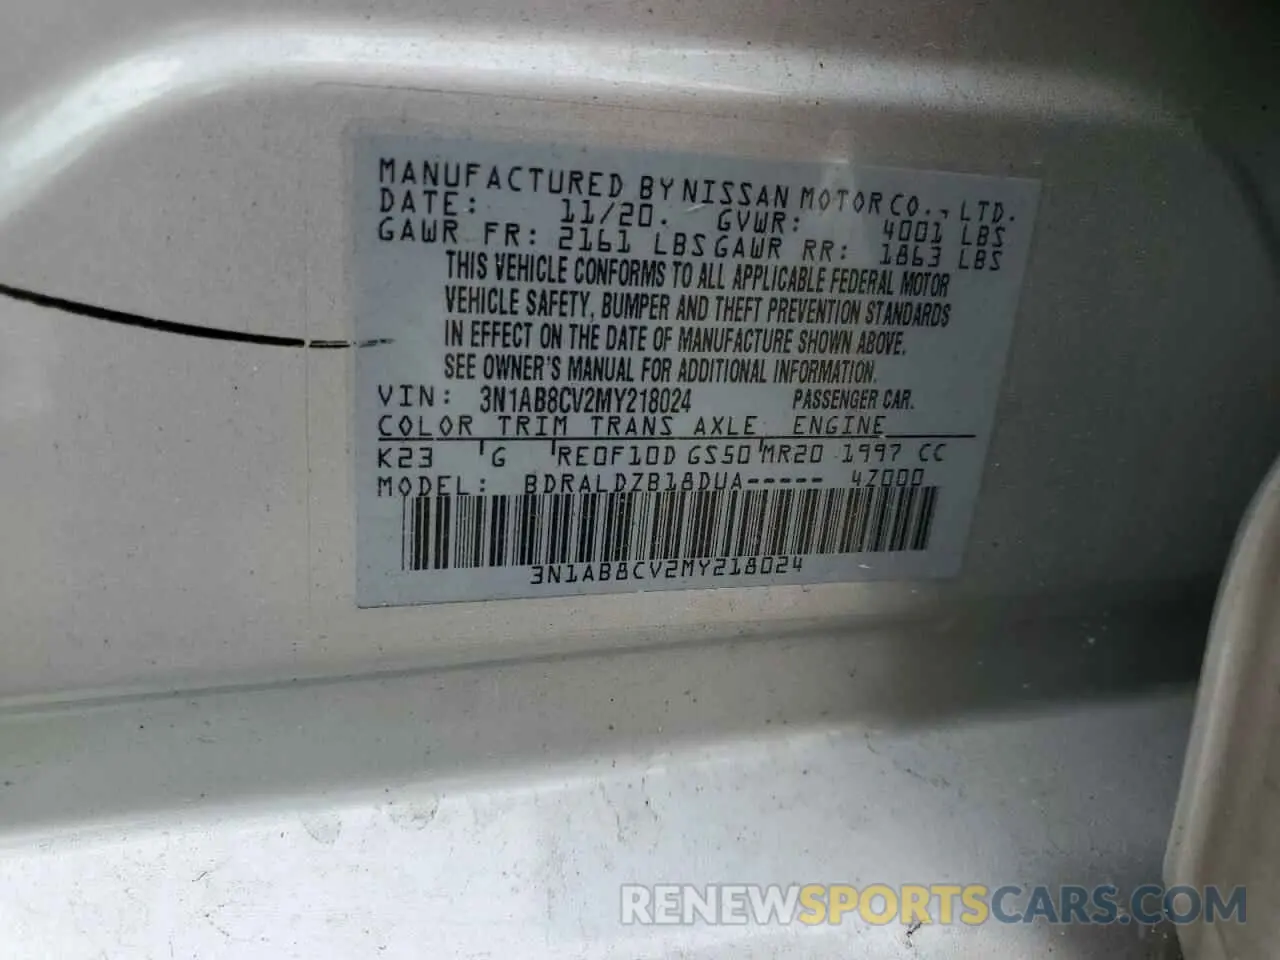 MANUFACTURED BY NISSAN MOTOR CO., LTD.
DATE: 11/20. GVWR: 4001 LBS
GAWR FR: 2161 LBS GAWR RR: 1863 LBS
THIS VEHICLE CONFORMS TO ALL APPLICABLE FEDERAL MOTOR
VEHICLE SAFETY, BUMPER AND THEFT PREVENTION STANDARDS
IN EFFECT ON THE DATE OF MANUFACTURE SHOWN ABOVE.
SEE OWNER'S MANUAL FOR ADDITIONAL INFORMATION.
VIN: 3N1AB8CV2MY218024 PASSENGER CAR.
COLOR TRIM TRANS AXLE ENGINE
K23 G RE0F10D GS50 MR20 1997 CC
MODEL: BDRALDZB18DUA----- 4Z000
3N1AB8CV2MY218024
RENEWSPORTSCARS.COM